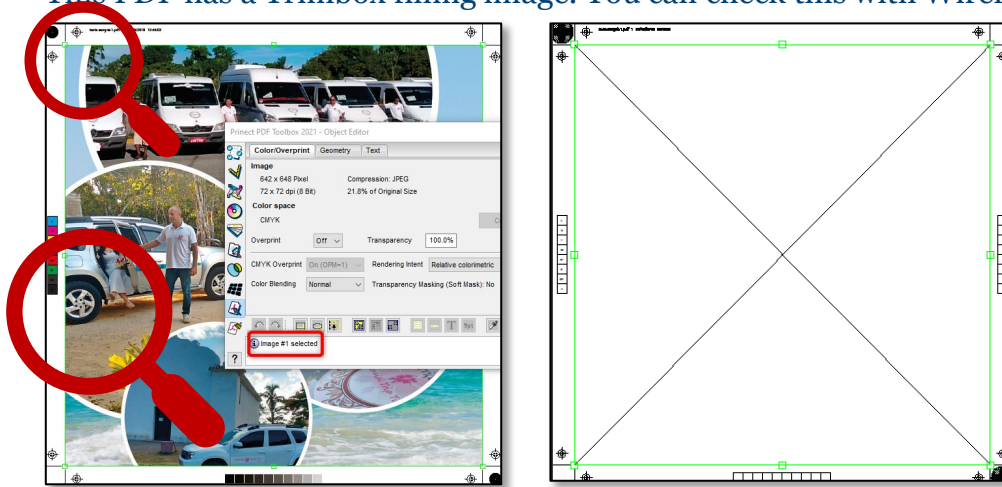 This PDF has a Trimbox filling image. You can check this with Wirefr
Prinect PDF Toolbox 2021 - Object Editor
Color/Overprint Geometry Text
Image
642 x 648 Pixel Compression: JPEG
72 x 72 dpi (8 Bit) 21.8% of Original Size
Color space
CMYK
Overprint Off Transparency 100.0%
CMYK Overprint On (OPM=1) Rendering Intent Relative colorimetric
Color Blending Normal Transparency Masking (Soft Mask): No
Image #1 selected
?